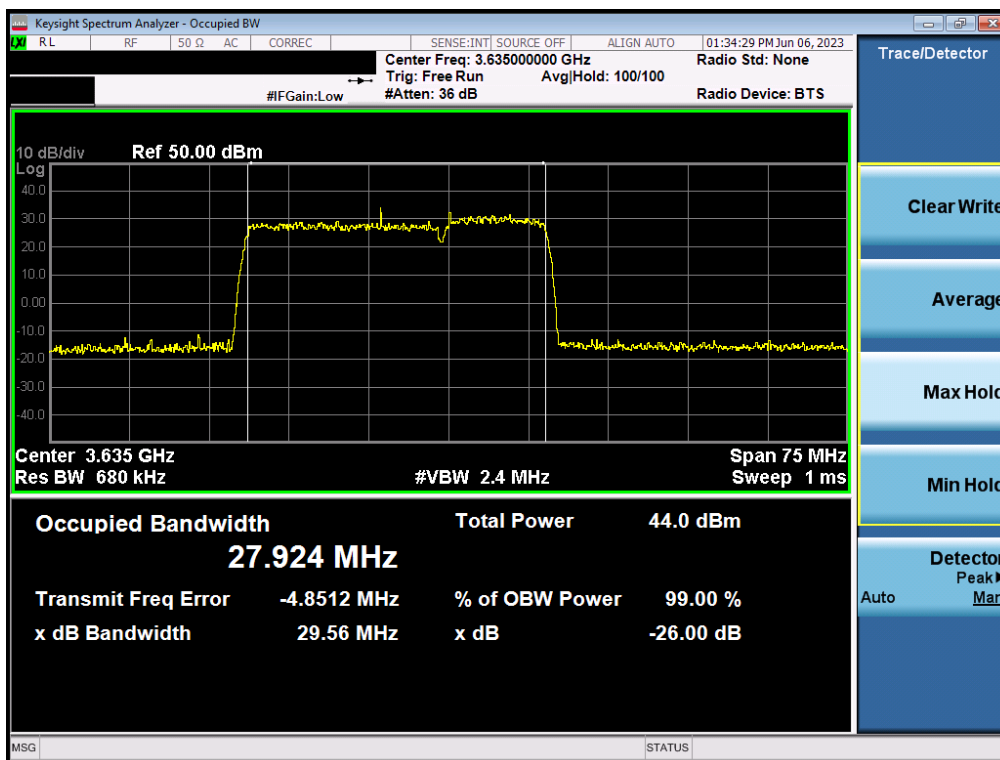 Keysight Spectrum Analyzer - Occupied BW
LXI RL RF 50 Ω AC CORREC SENSE:INT SOURCE OFF ALIGN AUTO 01:34:29 PM Jun 06, 2023
Center Freq: 3.635000000 GHz Radio Std: None
Trig: Free Run Avg|Hold: 100/100
#IFGain:Low #Atten: 36 dB Radio Device: BTS
10 dB/div Ref 50.00 dBm
Log
40.0
30.0
20.0
10.0
0.00
-10.0
-20.0
-30.0
-40.0
Center 3.635 GHz Span 75 MHz
Res BW 680 kHz #VBW 2.4 MHz Sweep 1 ms
Occupied Bandwidth Total Power 44.0 dBm
27.924 MHz
Transmit Freq Error -4.8512 MHz % of OBW Power 99.00 %
x dB Bandwidth 29.56 MHz x dB -26.00 dB
MSG STATUS
Trace/Detector
Clear Write
Average
Max Hold
Min Hold
Detector
Peak
Auto Man